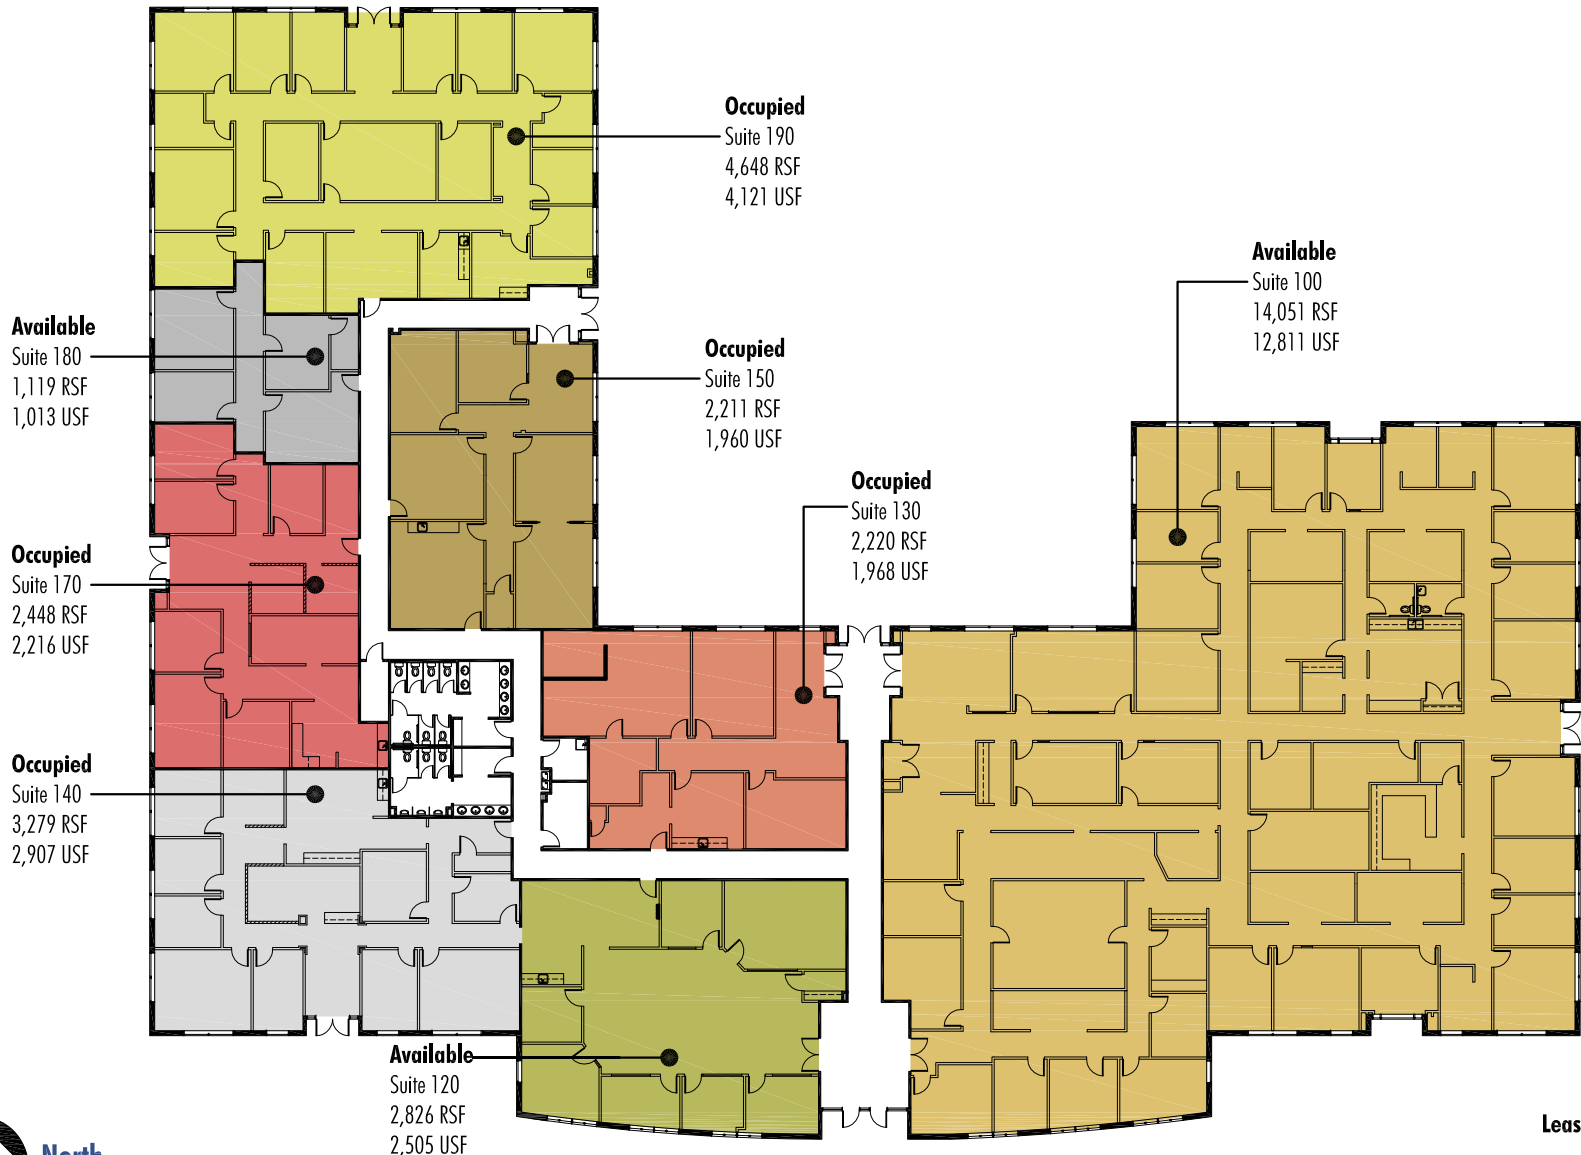 Occupied
Suite 190
4,648 RSF
4,121 USF
Available
Suite 100
14,051 RSF
12,811 USF
Available
Suite 180
1,119 RSF
1,013 USF
Occupied
Suite 150
2,211 RSF
1,960 USF
Occupied
Suite 130
2,220 RSF
1,968 USF
Occupied
Suite 170
2,448 RSF
2,216 USF
Occupied
Suite 140
3,279 RSF
2,907 USF
Available
Suite 120
2,826 RSF
2,505 USF
North
Leas